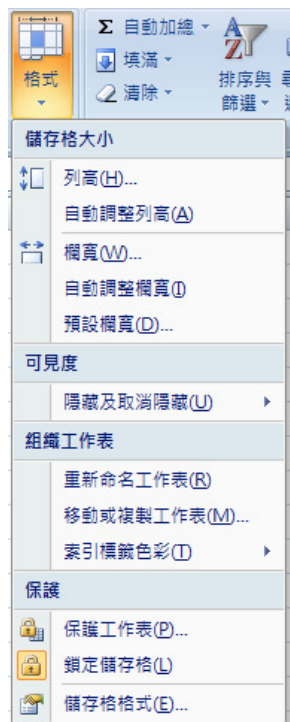 Σ 自動加總
填滿
清除
格式
排序與
篩選
儲存格大小
列高(H)...
自動調整列高(A)
欄寬(W)...
自動調整欄寬(I)
預設欄寬(D)...
可見度
隱藏及取消隱藏(U)
組織工作表
重新命名工作表(R)
移動或複製工作表(M)...
索引標籤色彩(T)
保護
保護工作表(P)...
鎖定儲存格(L)
儲存格格式(E)...